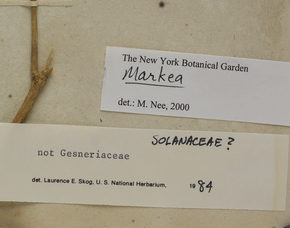 The New York Botanical Garden
Markea
det.: M. Nee, 2000
SOLANACEAE?
not Gesneriaceae
det. Laurence E. Skog, U. S. National Herbarium, 1984